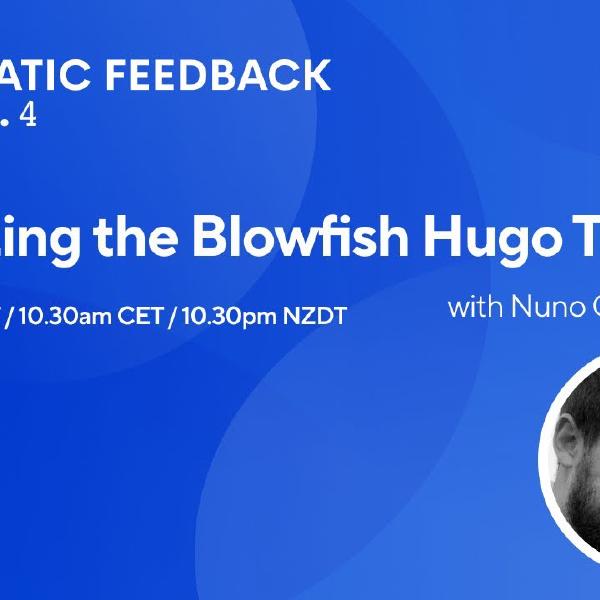 ATIC FEEDBACK
. 4
ing the Blowfish Hugo T
/ 10.30am CET / 10.30pm NZDT
with Nuno